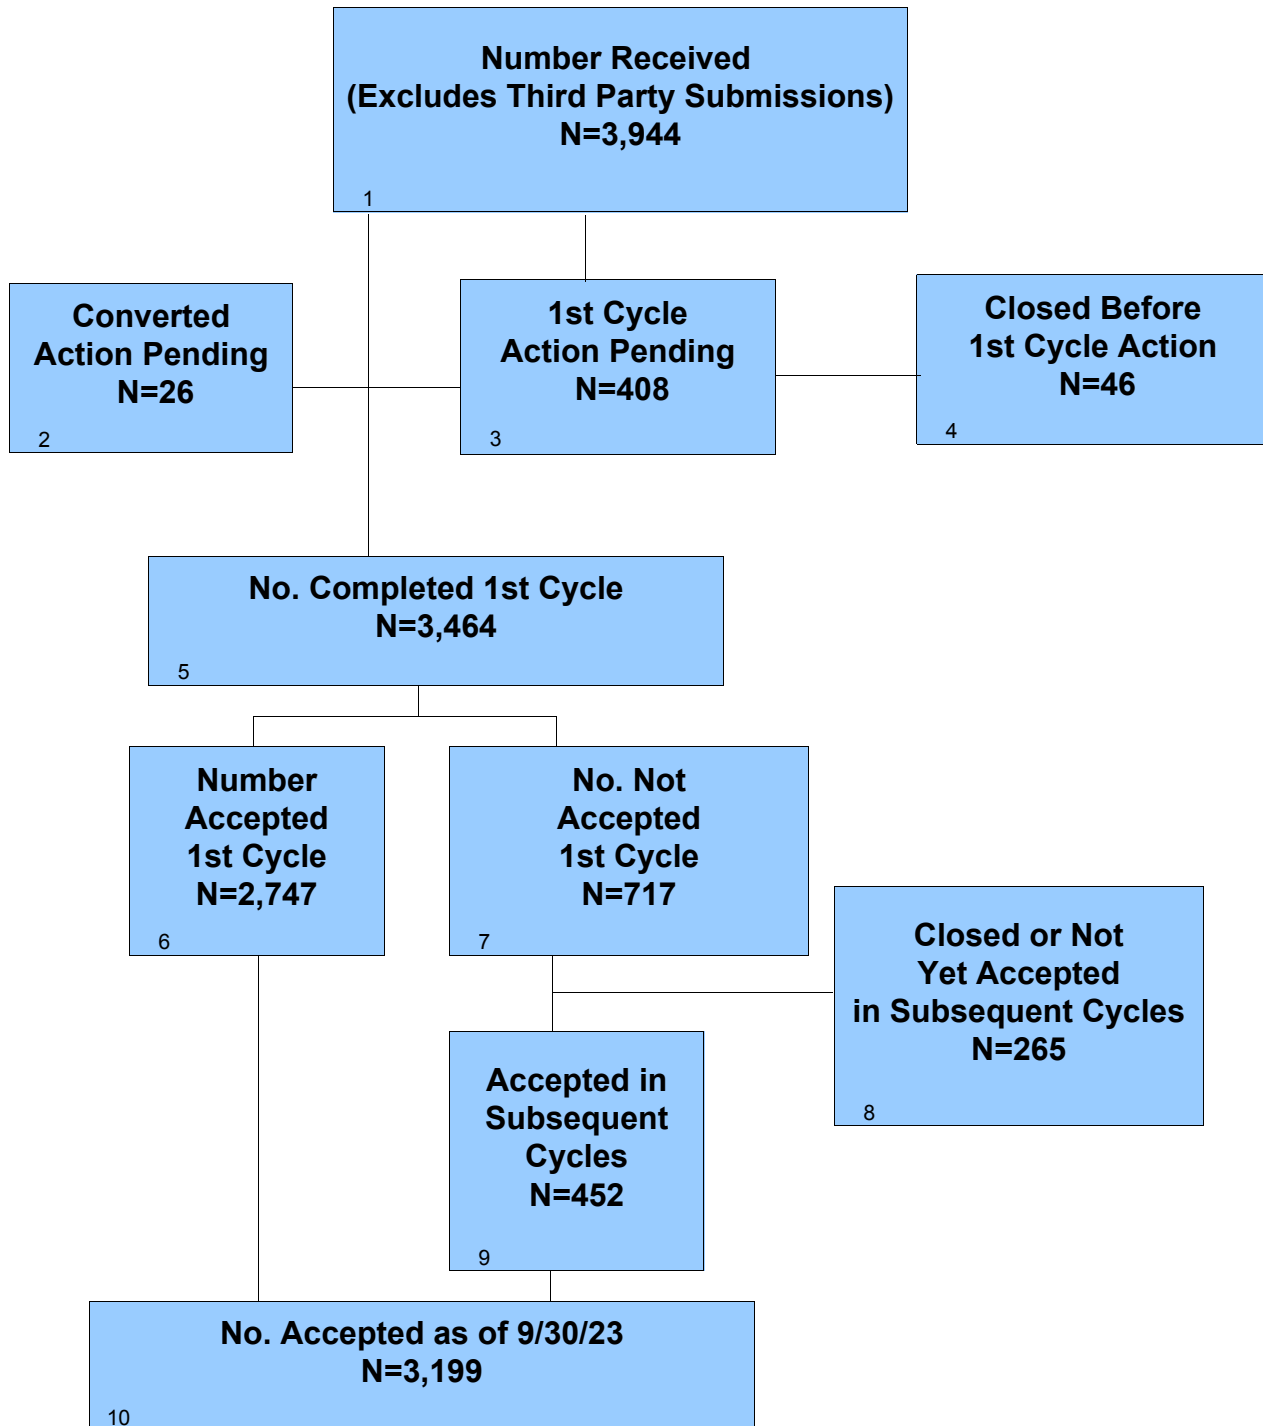 Number Received
(Excludes Third Party Submissions)
N=3,944
1
Converted
Action Pending
N=26
2
1st Cycle
Action Pending
N=408
3
Closed Before
1st Cycle Action
N=46
4
No. Completed 1st Cycle
N=3,464
5
Number
Accepted
1st Cycle
N=2,747
6
No. Not
Accepted
1st Cycle
N=717
7
Closed or Not
Yet Accepted
in Subsequent Cycles
N=265
8
Accepted in
Subsequent
Cycles
N=452
9
No. Accepted as of 9/30/23
N=3,199
10